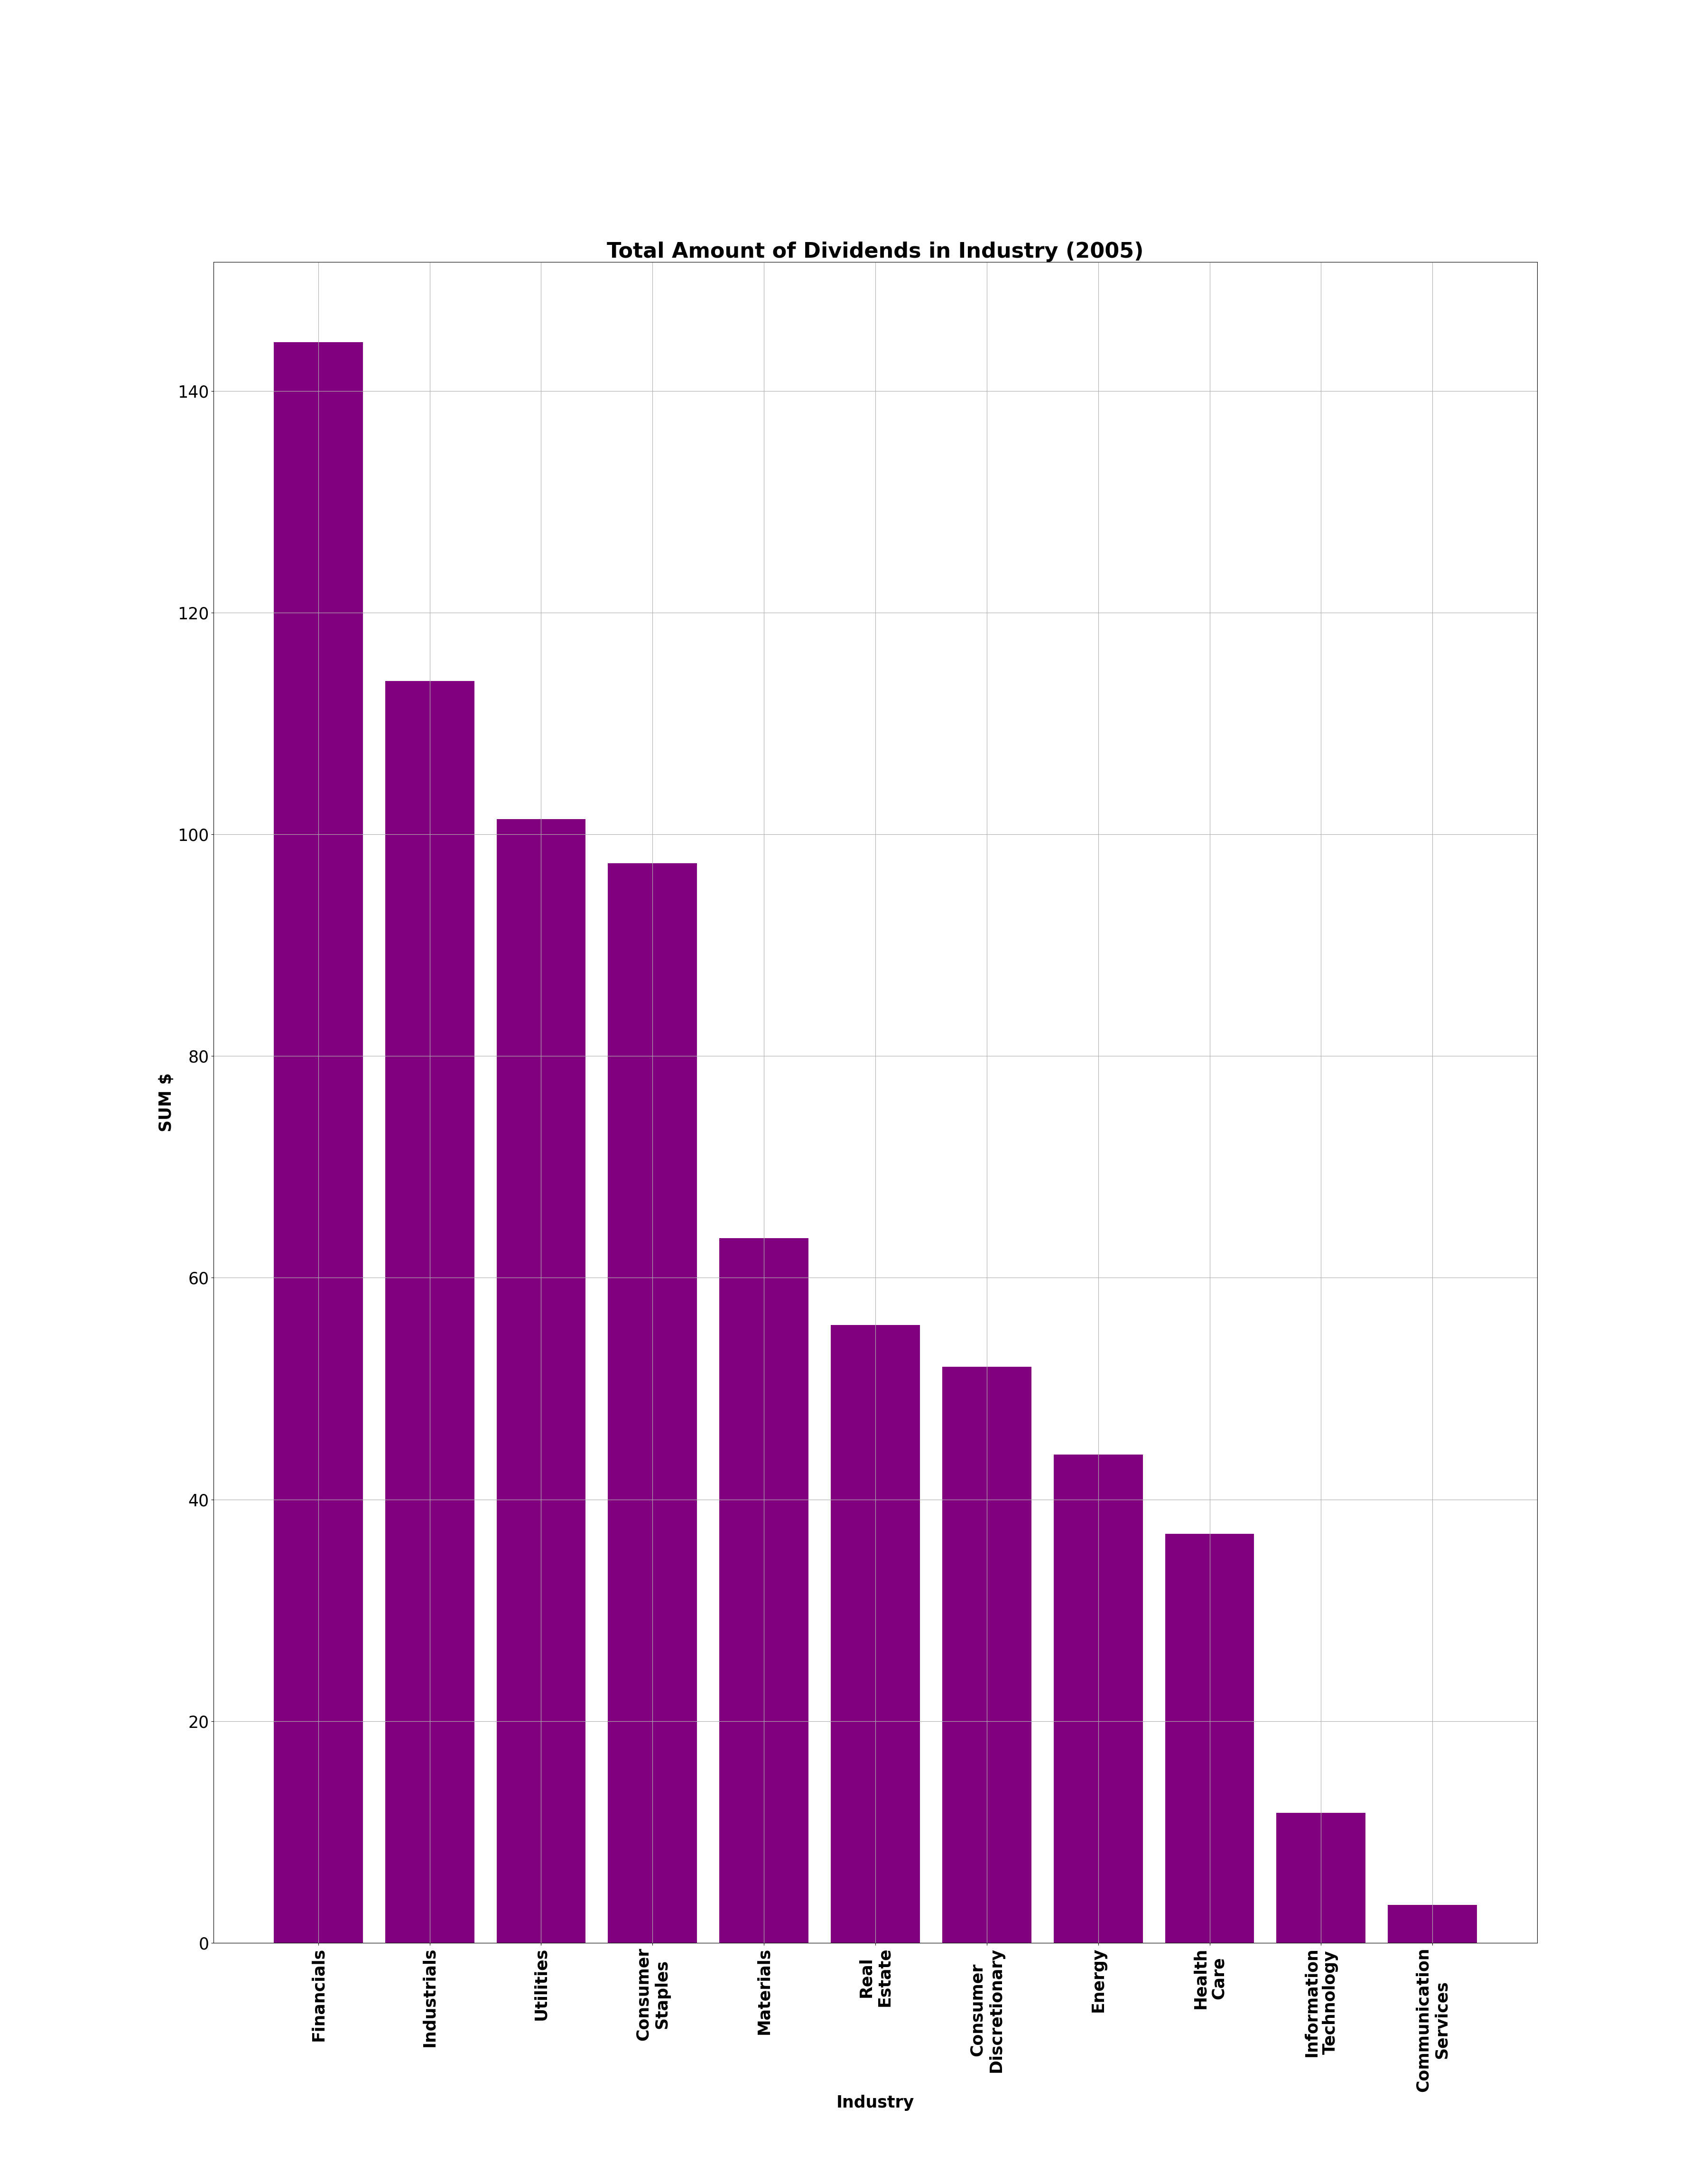 Total Amount of Dividends in Industry (2005)
140
120
100
80
60
40
20
0
SUM $
Financials
Industrials
Utilities
Consumer
Staples
Materials
Real
Estate
Consumer
Discretionary
Energy
Health
Care
Information
Technology
Communication
Services
Industry